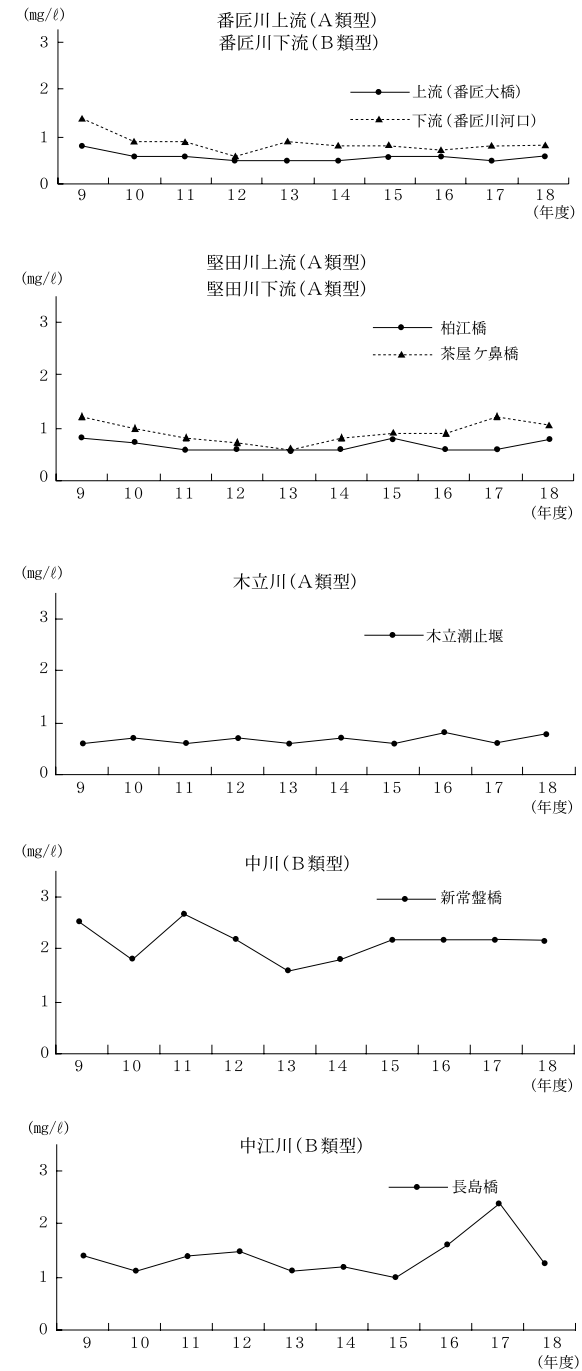 (mg/ℓ)
番匠川上流(A類型)
番匠川下流(B類型)
3
2
1
0
上流(番匠大橋)
下流(番匠川河口)
9 10 11 12 13 14 15 16 17 18
(年度)
(mg/ℓ)
堅田川上流(A類型)
堅田川下流(A類型)
3
2
1
0
柏江橋
茶屋ケ鼻橋
9 10 11 12 13 14 15 16 17 18
(年度)
(mg/ℓ)
木立川(A類型)
3
2
1
0
木立潮止堰
9 10 11 12 13 14 15 16 17 18
(年度)
(mg/ℓ)
中川(B類型)
3
2
1
0
新常盤橋
9 10 11 12 13 14 15 16 17 18
(年度)
(mg/ℓ)
中江川(B類型)
3
2
1
0
長島橋
9 10 11 12 13 14 15 16 17 18
(年度)